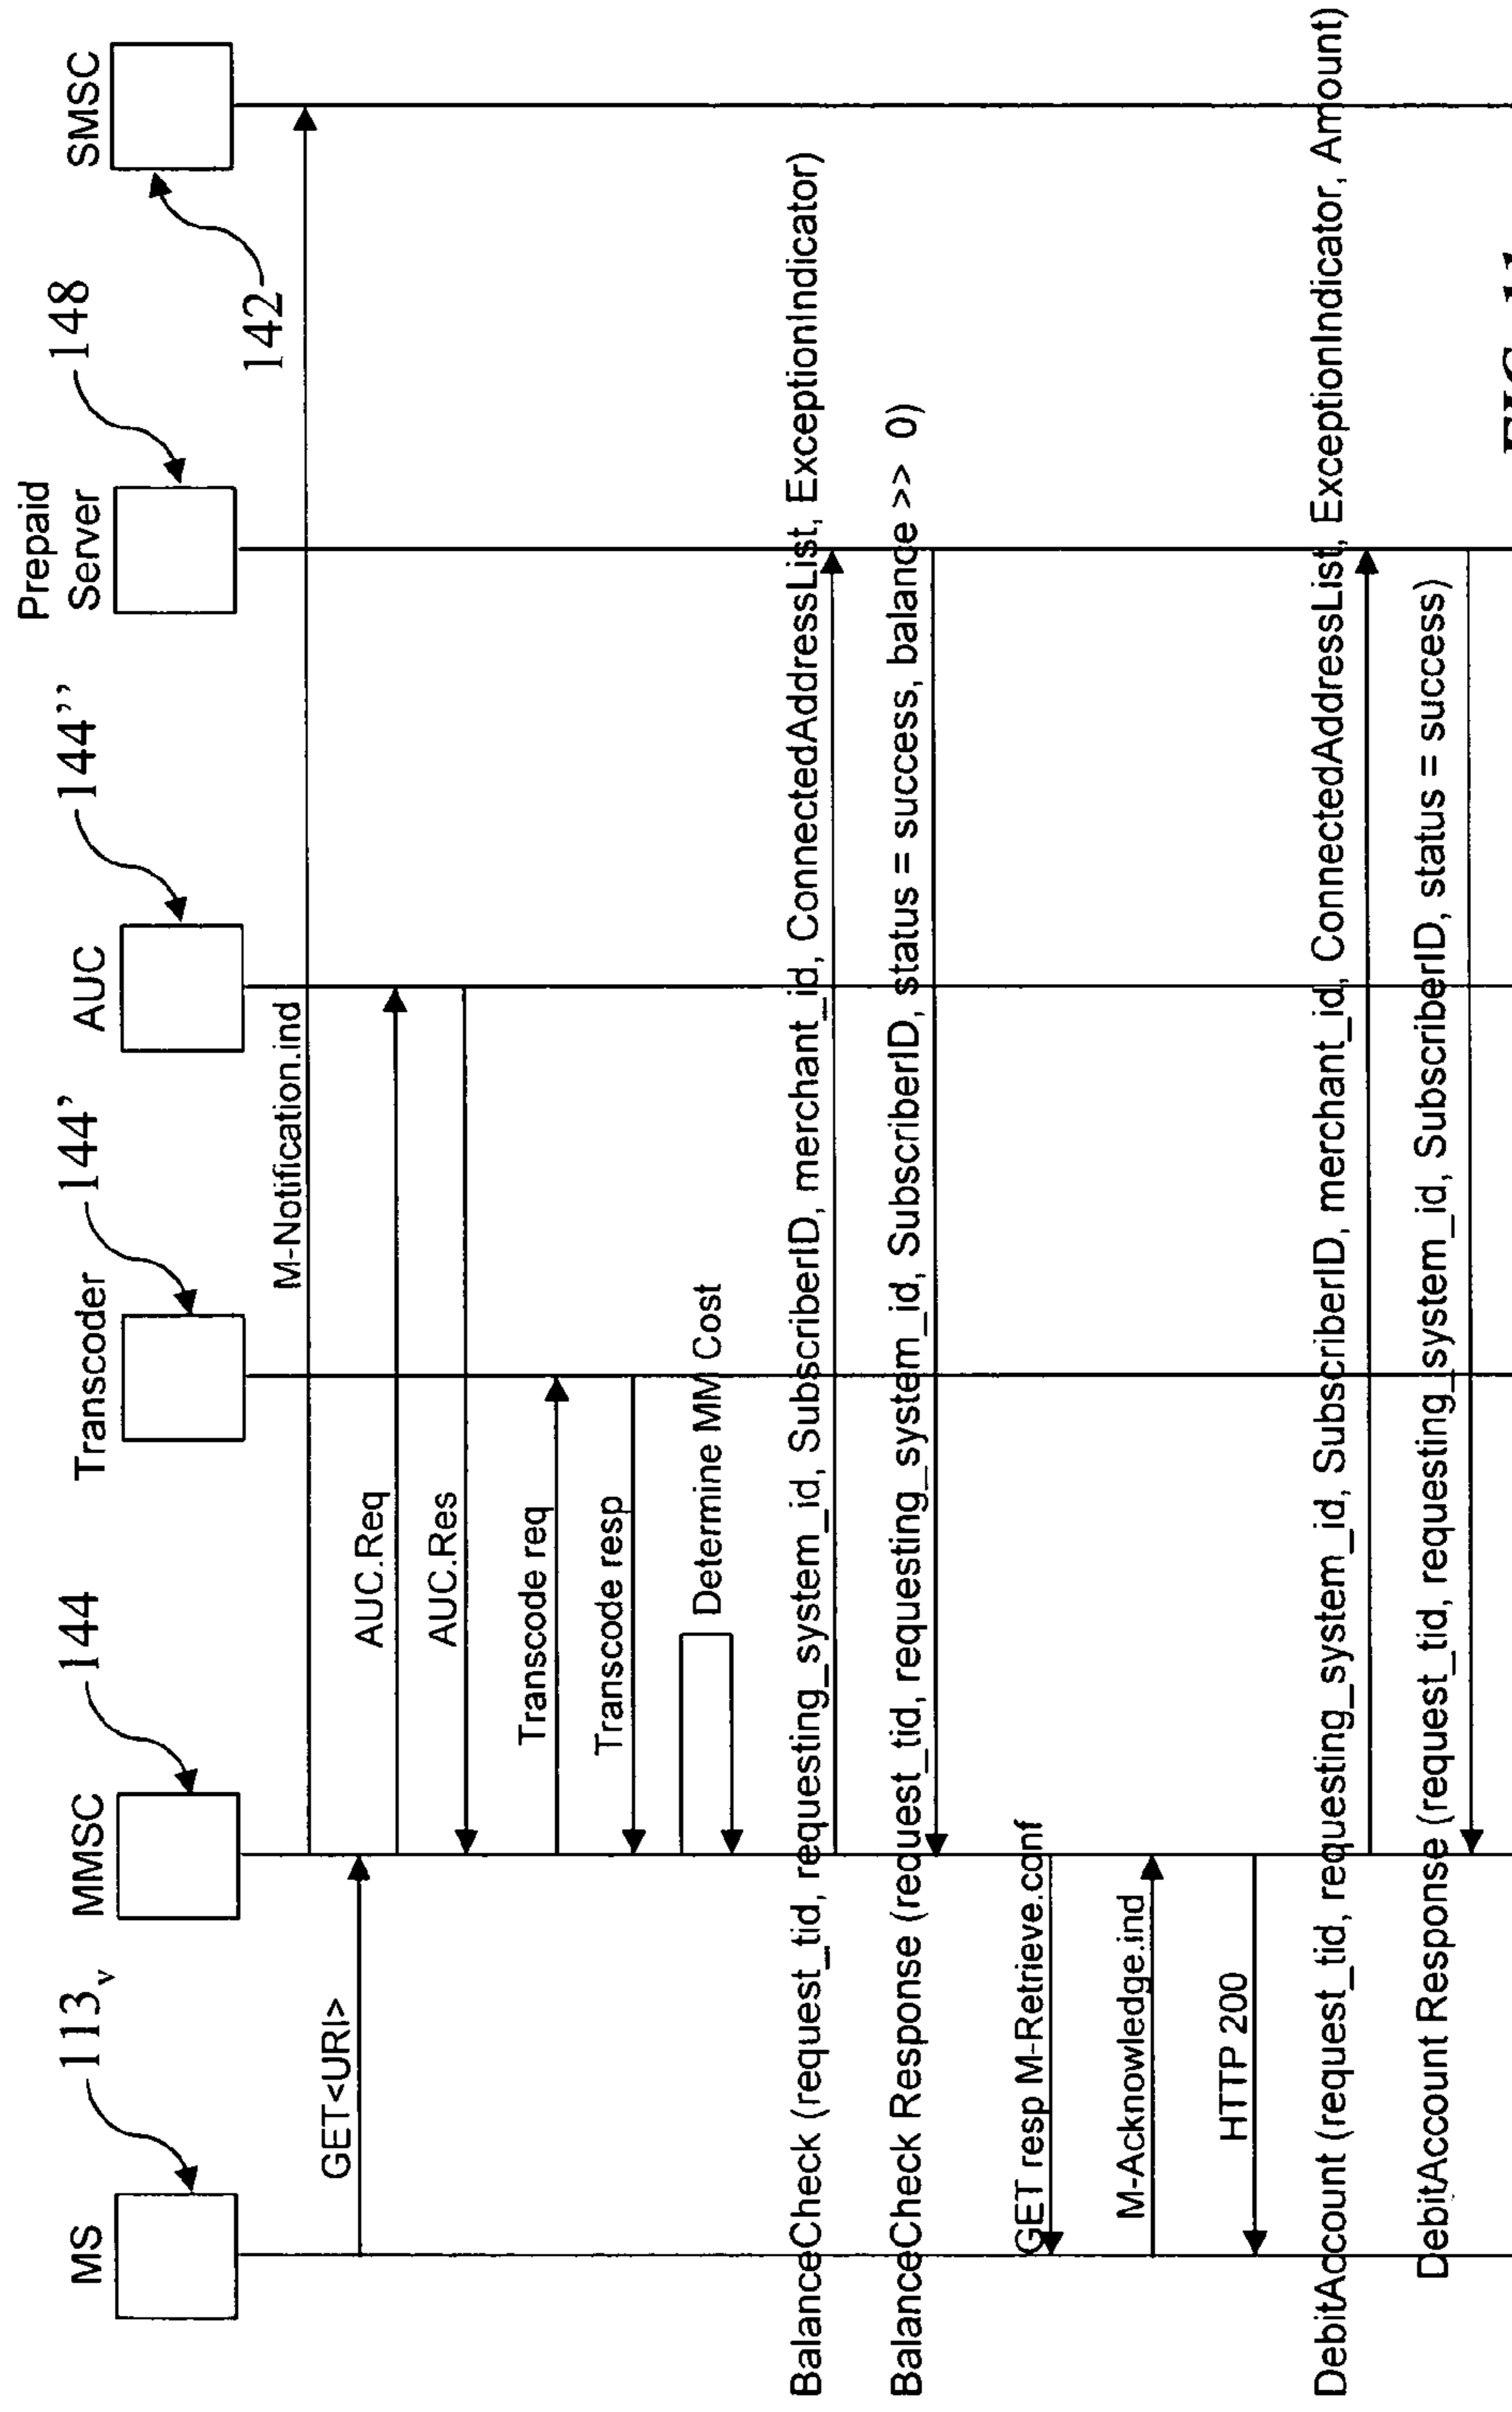 MS
113v
MMSC
144
Transcoder
144'
AUC
144''
Prepaid
Server
148
SMSC
142
M-Notification.ind
GET<URI>
AUC.Req
AUC.Res
Transcode req
Transcode resp
Determine MM Cost
BalanceCheck (request_tid, requesting_system_id, SubscriberID, merchant_id, ConnectedAddressList, ExceptionIndicator)
BalanceCheck Response (request_tid, requesting_system_id, SubscriberID, status = success, balance >> 0)
GET resp M-Retrieve.conf
M-Acknowledge.ind
HTTP 200
DebitAccount (request_tid, requesting_system_id, SubscriberID, merchant_id, ConnectedAddressList, ExceptionIndicator, Amount)
DebitAccount Response (request_tid, requesting_system_id, SubscriberID, status = success)